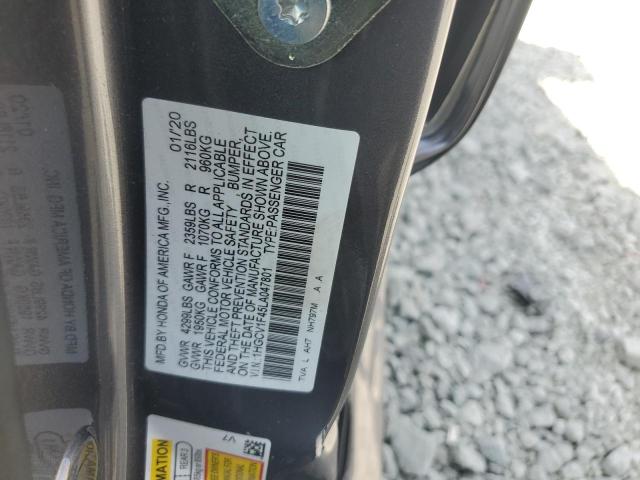 MFD.BY HONDA OF AMERICA MFG.,INC. 01/20
GVWR 4299LBS GAWR F 2359LBS R 2116LBS
GVWR 1950KG GAWR F 1070KG R 960KG
THIS VEHICLE CONFORMS TO ALL APPLICABLE
FEDERAL MOTOR VEHICLE SAFETY , BUMPER,
AND THEFT PREVENTION STANDARDS IN EFFECT
ON THE DATE OF MANUFACTURE SHOWN ABOVE.
V.I.N.:1HGCV1F45LA047801 TYPE:PASSENGER CAR
TVA L AH7 NH797M A A